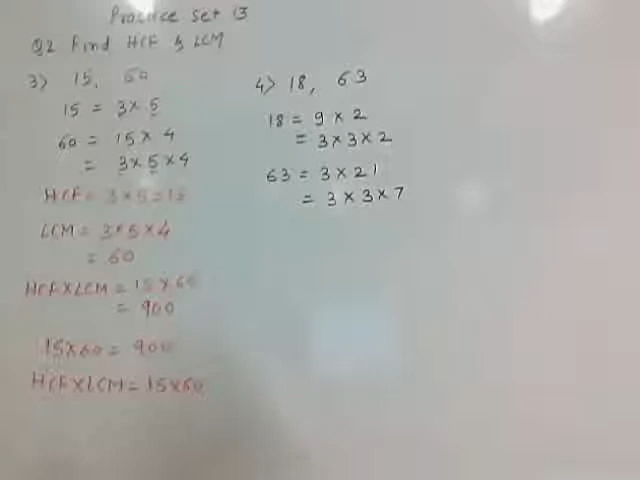 Practice Set 13
Q2 Find HCF & LCM
3) 15, 60
15 = 3 × 5
60 = 15 × 4
= 3 × 5 × 4
HCF = 3 × 5 = 15
LCM = 3 × 5 × 4
= 60
HCF X LCM = 15 × 60
= 900
15 × 60 = 900
HCF X LCM = 15 × 60
4) 18, 63
18 = 9 × 2
= 3 × 3 × 2
63 = 3 × 21
= 3 × 3 × 7